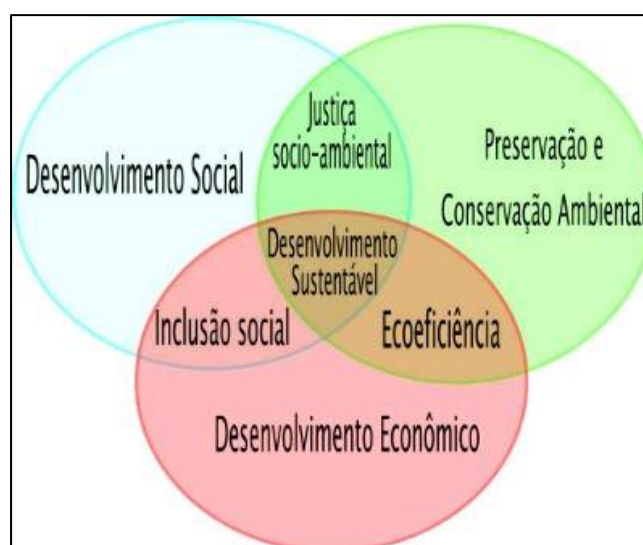 Justiça
socio-ambiental
Desenvolvimento Social
Preservação e
Conservação Ambiental
Desenvolvimento
Sustentável
Inclusão social
Ecoeficiência
Desenvolvimento Econômico